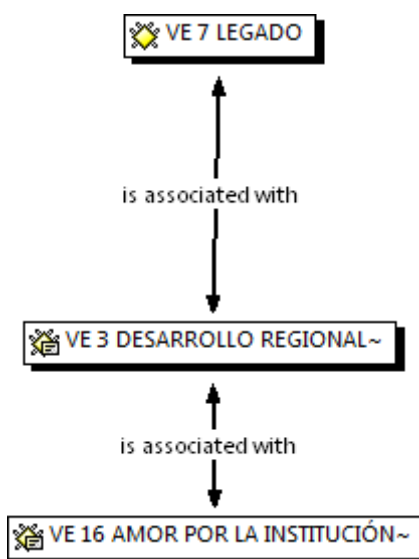 VE 7 LEGADO
is associated with
VE 3 DESARROLLO REGIONAL~
is associated with
VE 16 AMOR POR LA INSTITUCIÓN~